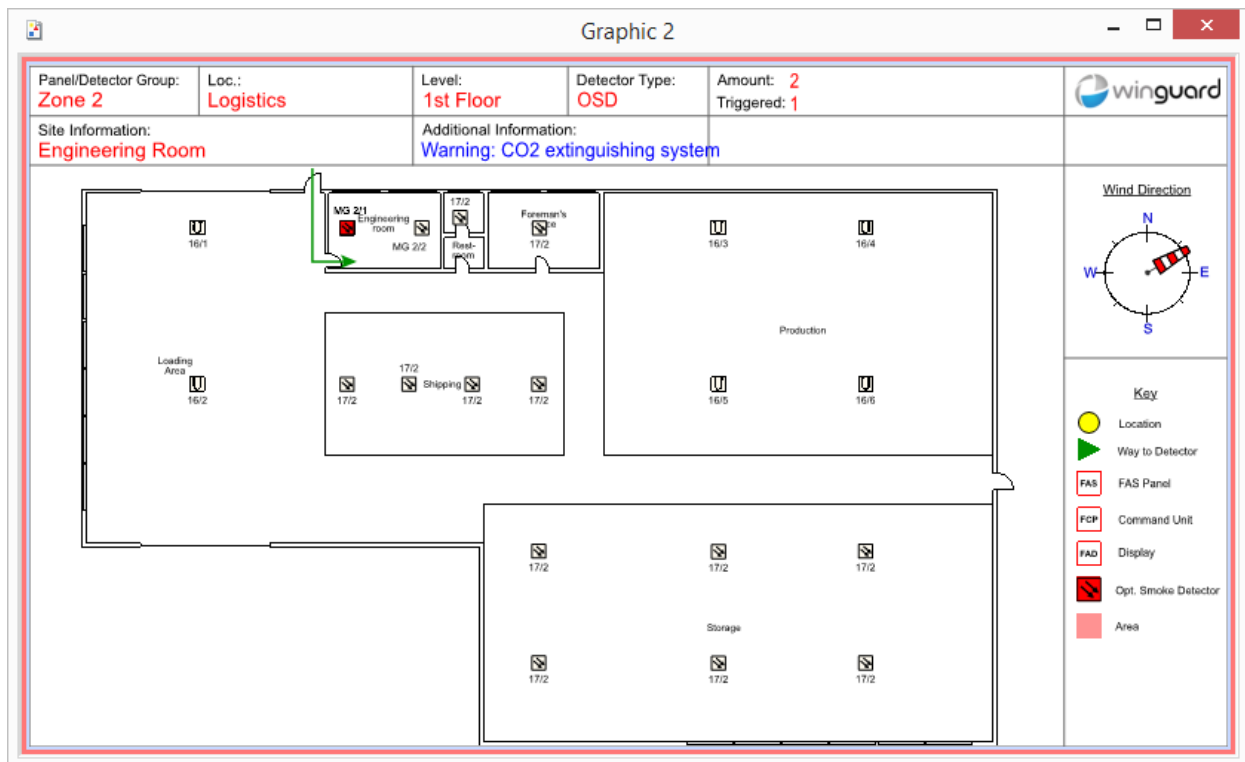 Graphic 2
Panel/Detector Group:
Zone 2
Loc.:
Logistics
Level:
1st Floor
Detector Type:
OSD
Amount: 2
Triggered: 1
winguard
Site Information:
Engineering Room
Additional Information:
Warning: CO2 extinguishing system
MG 2/1
Engineering
room
MG 2/2
17/2
Rest-
room
Foreman's
17/2
16/1
16/3
16/4
Production
Loading
Area
16/2
17/2
17/2
Shipping
17/2
17/2
16/5
16/6
17/2
17/2
17/2
Storage
17/2
17/2
17/2
Wind Direction
N
W
E
S
Key
Location
Way to Detector
FAS FAS Panel
FCP Command Unit
FAD Display
Opt. Smoke Detector
Area